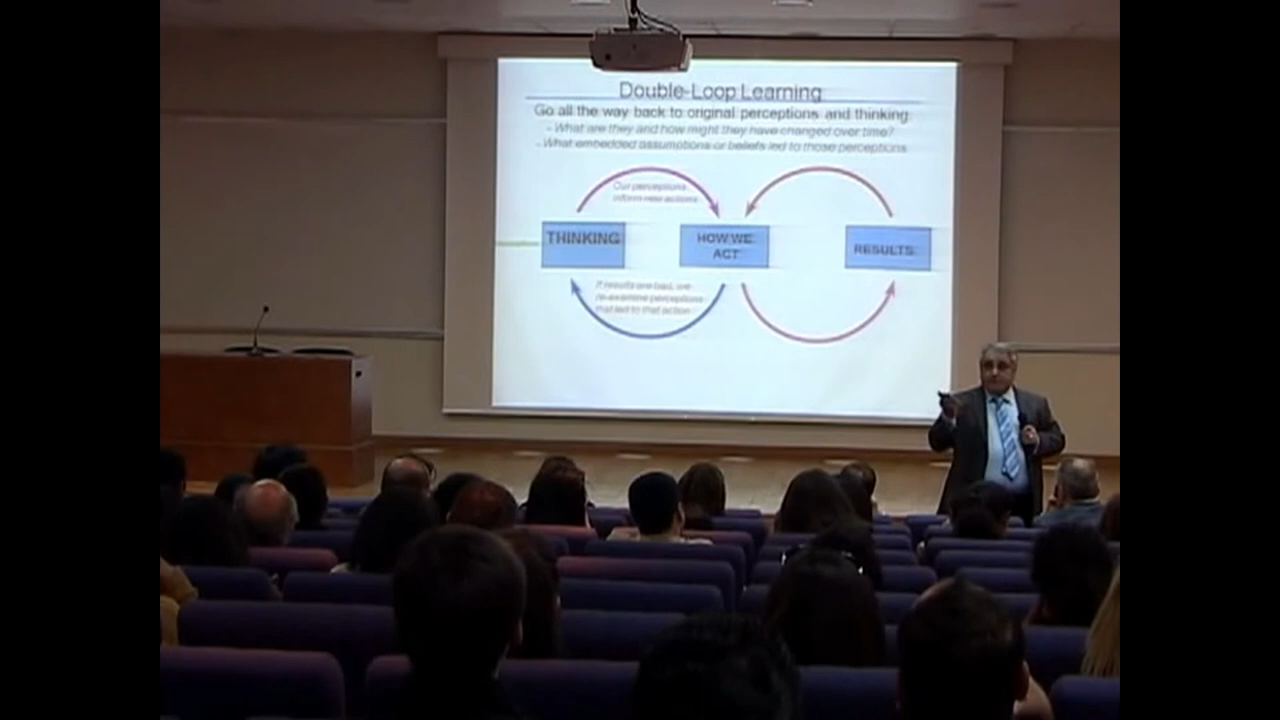 Double-Loop Learning
Go all the way back to original perceptions and thinking:
- What are they and how might they have changed over time?
- What embedded assumptions or beliefs led to those perceptions
Our perceptions
inform new actions
THINKING
HOW WE
ACT
RESULTS
If results are bad, we
re-examine perceptions
that led to that action